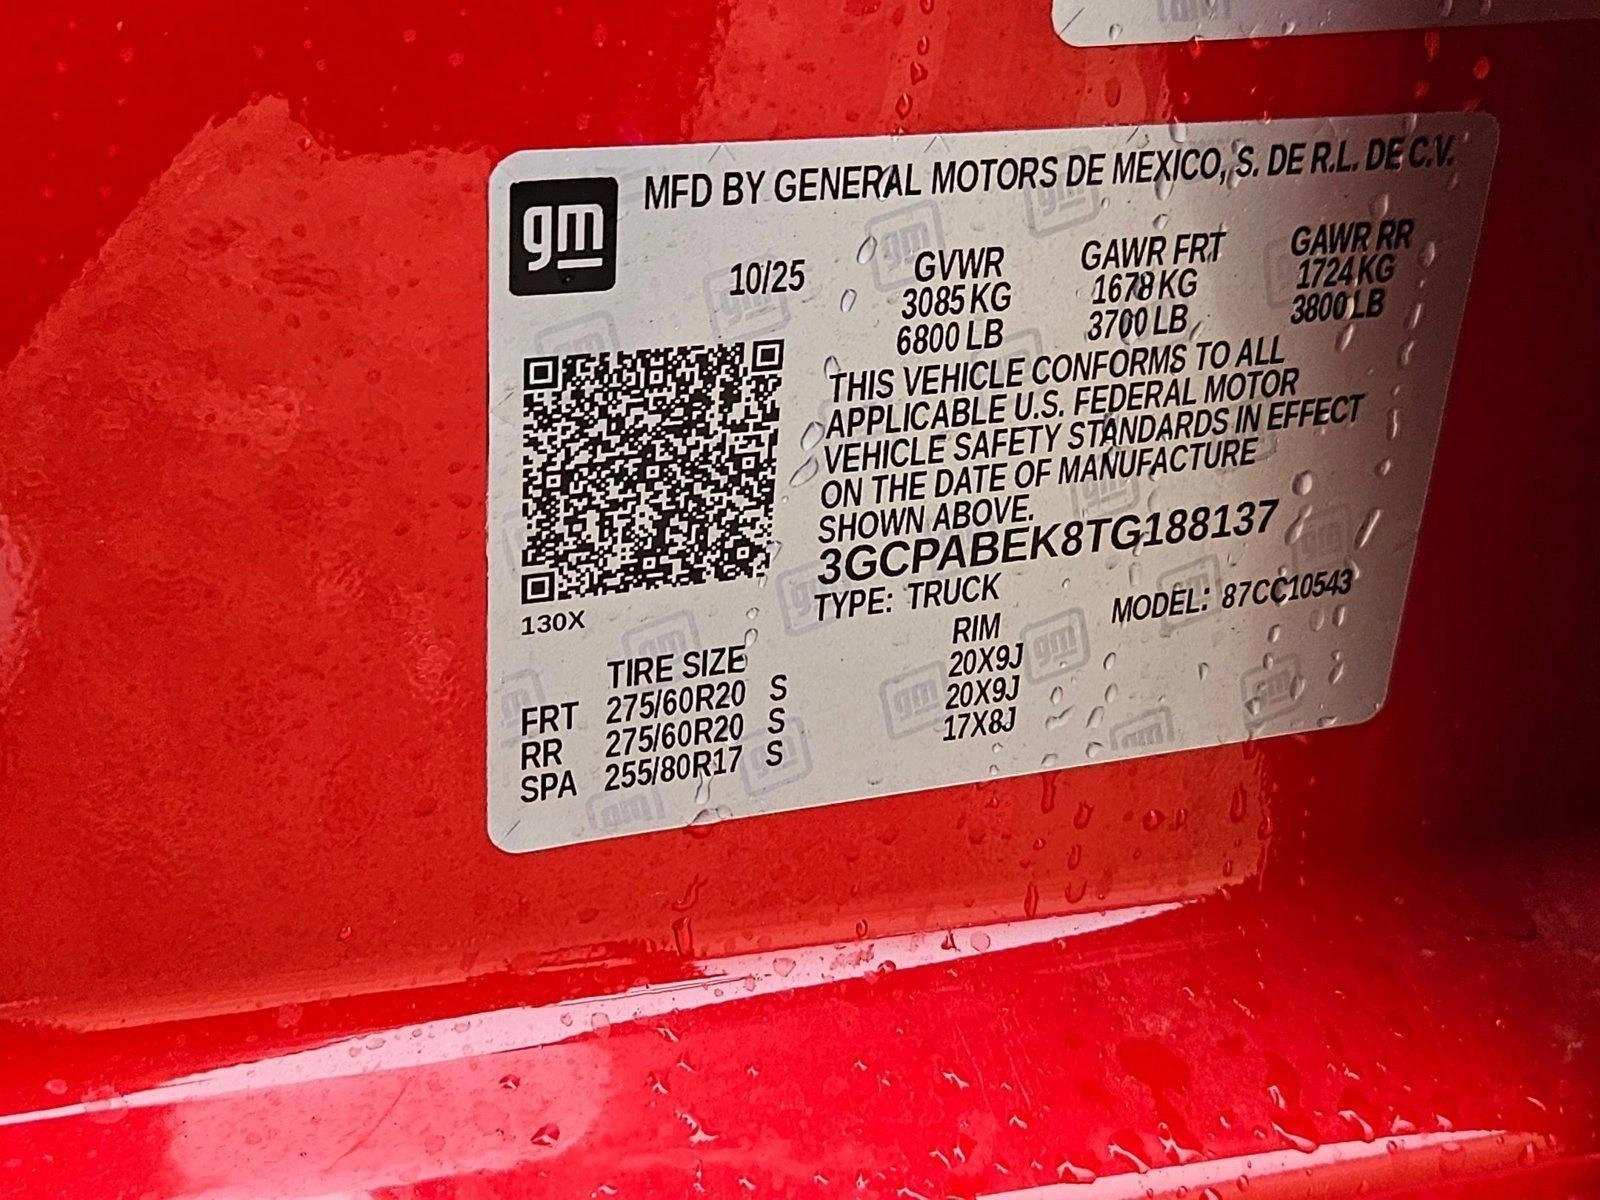 gm
MFD BY GENERAL MOTORS DE MEXICO, S. DE R.L. DE C.V.
10/25
GVWR GAWR FRT GAWR RR
3085 KG 1678 KG 1724 KG
6800 LB 3700 LB 3800 LB
THIS VEHICLE CONFORMS TO ALL
APPLICABLE U.S. FEDERAL MOTOR
VEHICLE SAFETY STANDARDS IN EFFECT
ON THE DATE OF MANUFACTURE
SHOWN ABOVE.
3GCPABEK8TG188137
TYPE: TRUCK MODEL: 87CC10543
130X
TIRE SIZE RIM
FRT 275/60R20 S 20X9J
RR 275/60R20 S 20X9J
SPA 255/80R17 S 17X8J